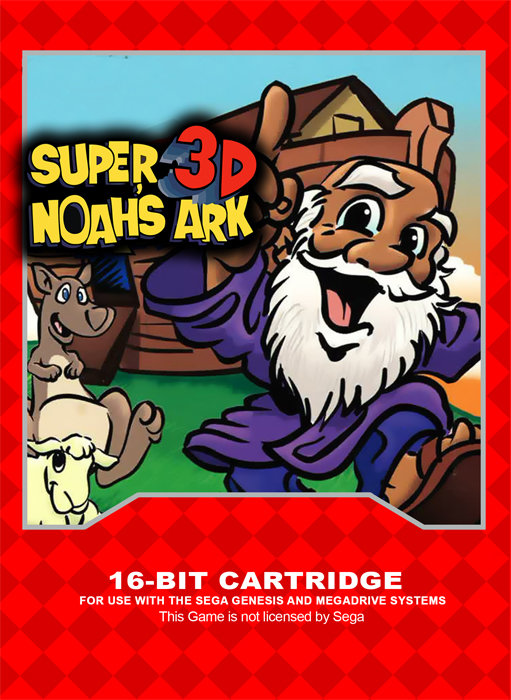 SUPER 3D
NOAH'S ARK
16-BIT CARTRIDGE
FOR USE WITH THE SEGA GENESIS AND MEGADRIVE SYSTEMS
This Game is not licensed by Sega